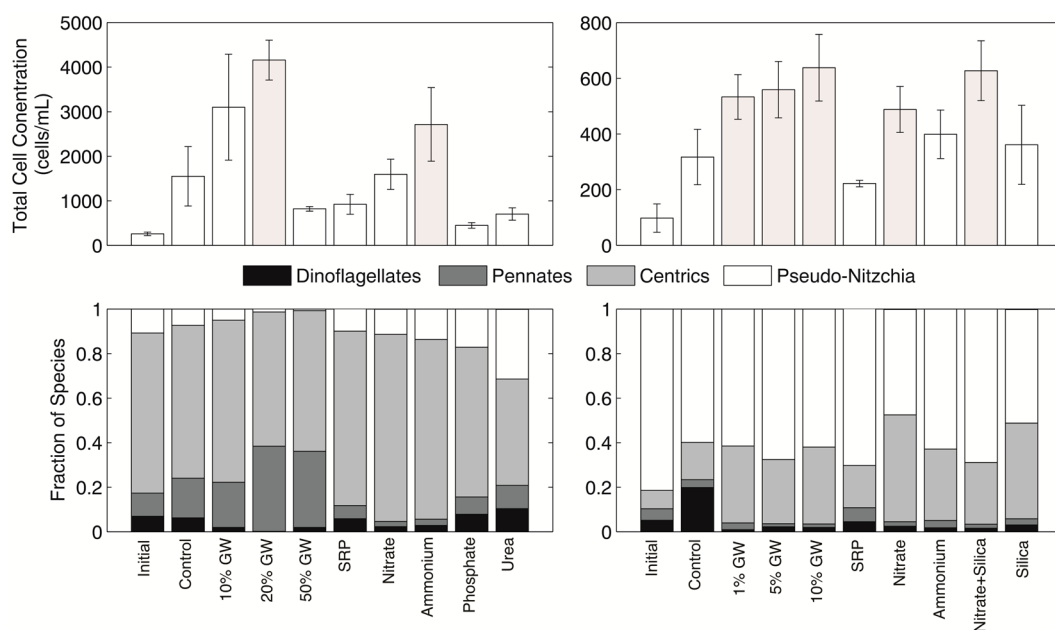 Total Cell Conentration
(cells/mL)
5000
4000
3000
2000
1000
0
800
600
400
200
0
Dinoflagellates
Pennates
Centrics
Pseudo-Nitzchia
Fraction of Species
1
0.8
0.6
0.4
0.2
0
1
0.8
0.6
0.4
0.2
0
Initial
Control
10% GW
20% GW
50% GW
SRP
Nitrate
Ammonium
Phosphate
Urea
Initial
Control
1% GW
5% GW
10% GW
SRP
Nitrate
Ammonium
Nitrate+Silica
Silica